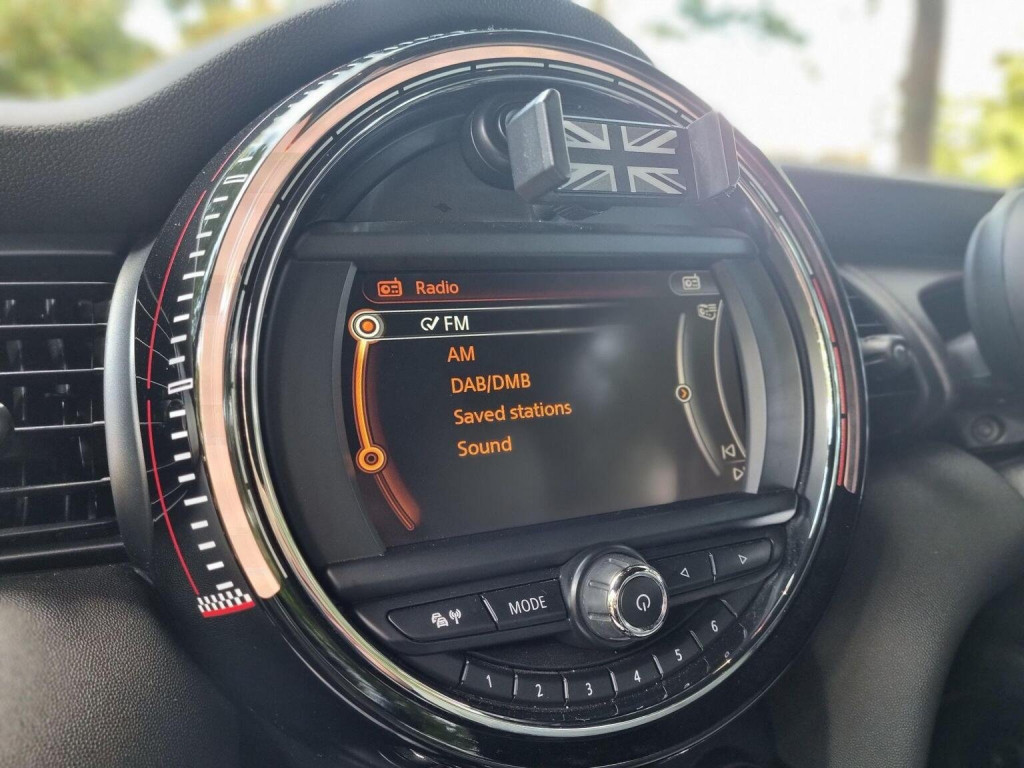 Radio
FM
AM
DAB/DMB
Saved stations
Sound
MODE
1 2 3 4 5 6